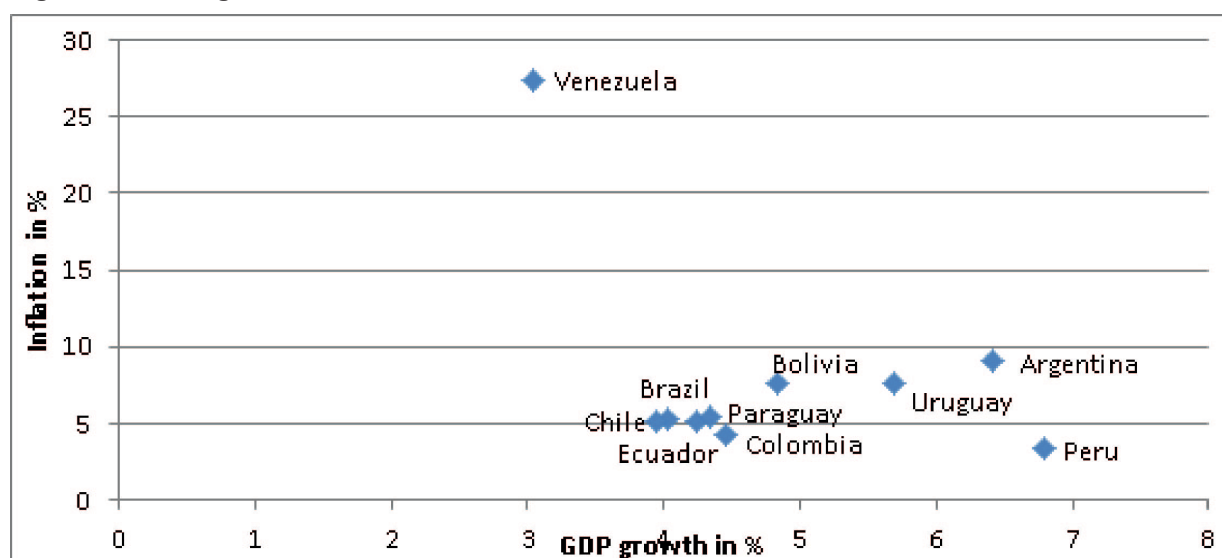 30
Venezuela
25
20
15
10
Bolivia
Argentina
Brazil
Uruguay
5
Chile
Paraguay
Ecuador
Colombia
Peru
0
0 1 2 3 4 5 6 7 8
GDP growth in %
Inflation in %